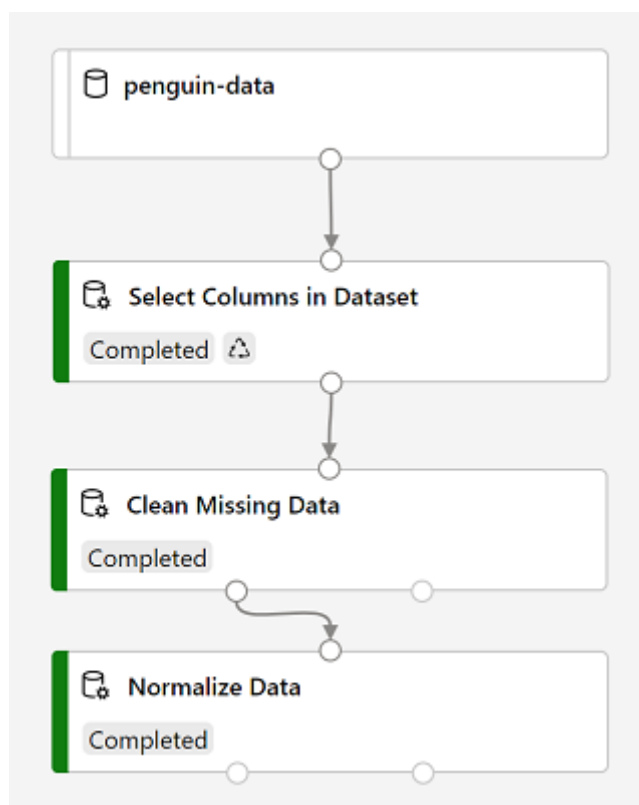 penguin-data
Select Columns in Dataset
Completed
Clean Missing Data
Completed
Normalize Data
Completed